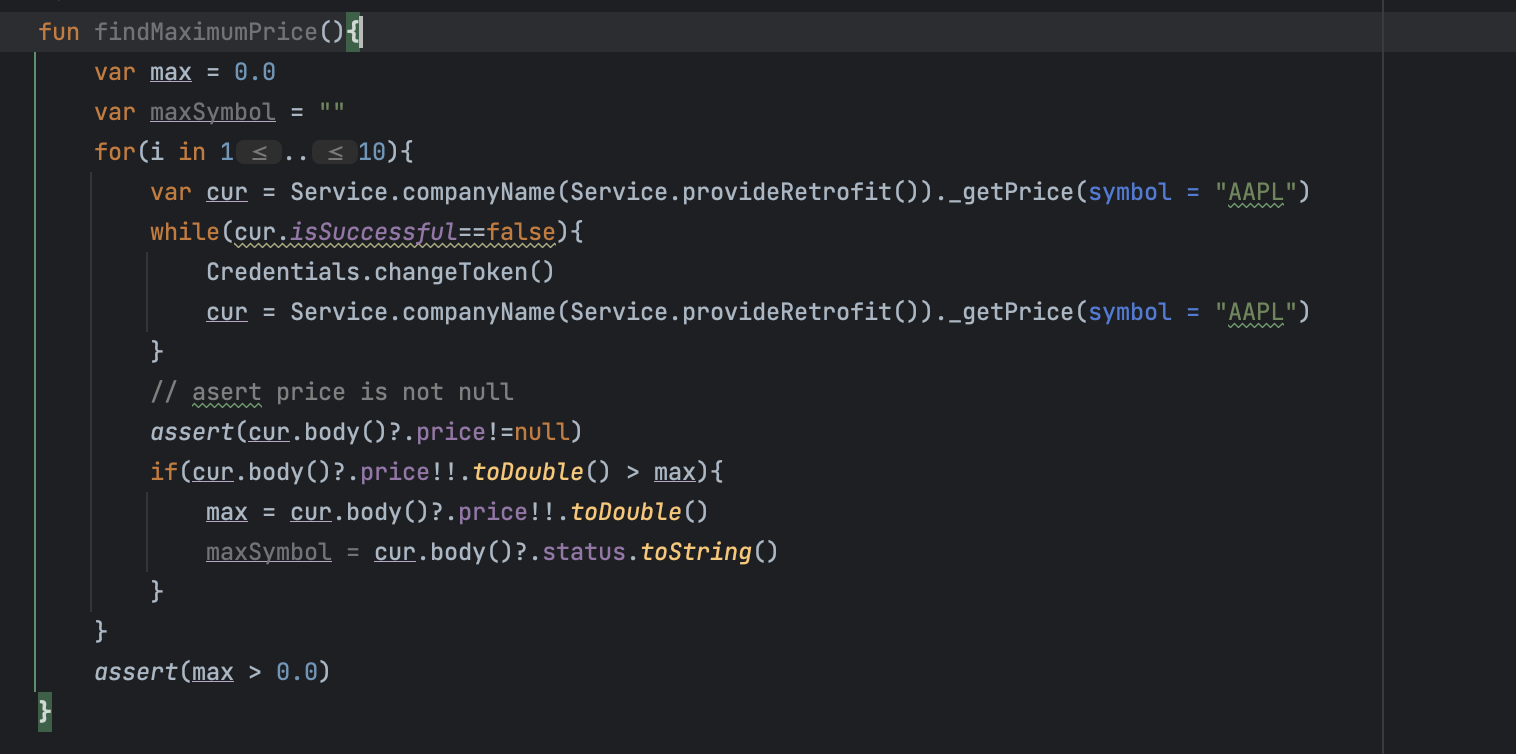 fun findMaximumPrice(){
    var max = 0.0
    var maxSymbol = ""
    for(i in 1 ≤ .. ≤ 10){
        var cur = Service.companyName(Service.provideRetrofit())._getPrice(symbol = "AAPL")
        while(cur.isSuccessful==false){
            Credentials.changeToken()
            cur = Service.companyName(Service.provideRetrofit())._getPrice(symbol = "AAPL")
        }
        // asert price is not null
        assert(cur.body()?.price!=null)
        if(cur.body()?.price!!.toDouble() > max){
            max = cur.body()?.price!!.toDouble()
            maxSymbol = cur.body()?.status.toString()
        }
    }
    assert(max > 0.0)
}